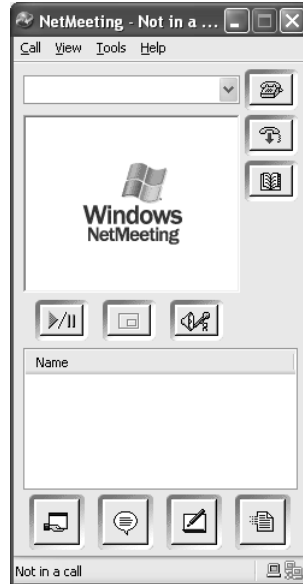 NetMeeting - Not in a ...
Call View Tools Help
Windows
NetMeeting
Name
Not in a call